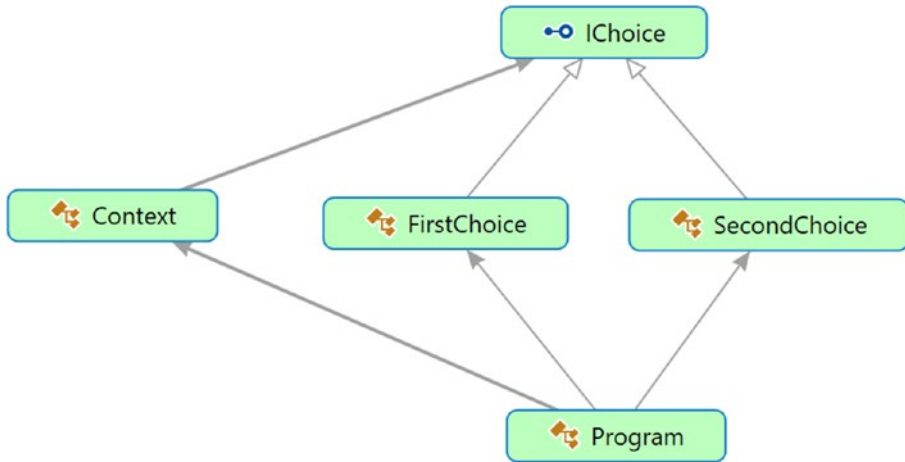 IChoice
Context
FirstChoice
SecondChoice
Program